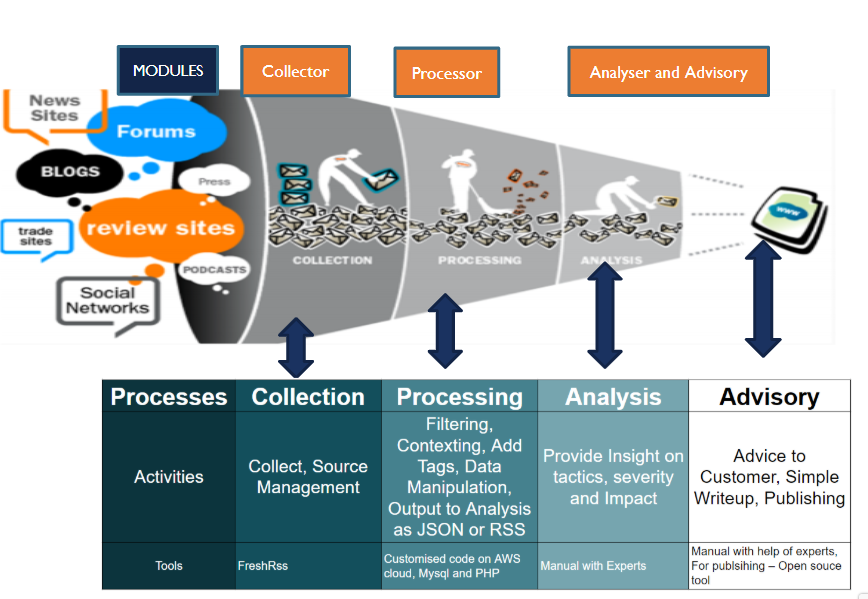 MODULES
Collector
Processor
Analyser and Advisory
News
Sites
Forums
BLOGS
Press
trade
sites
review sites
PODCASTS
Social
Networks
COLLECTION
PROCESSING
ANALYSIS
www
Processes
Collection
Processing
Analysis
Advisory
Activities
Collect, Source
Management
Filtering,
Contexting, Add
Tags, Data
Manipulation,
Output to Analysis
as JSON or RSS
Provide Insight on
tactics, severity
and Impact
Advice to
Customer, Simple
Writeup, Publishing
Tools
FreshRss
Customised code on AWS
cloud, Mysql and PHP
Manual with Experts
Manual with help of experts,
For publsihing – Open souce
tool